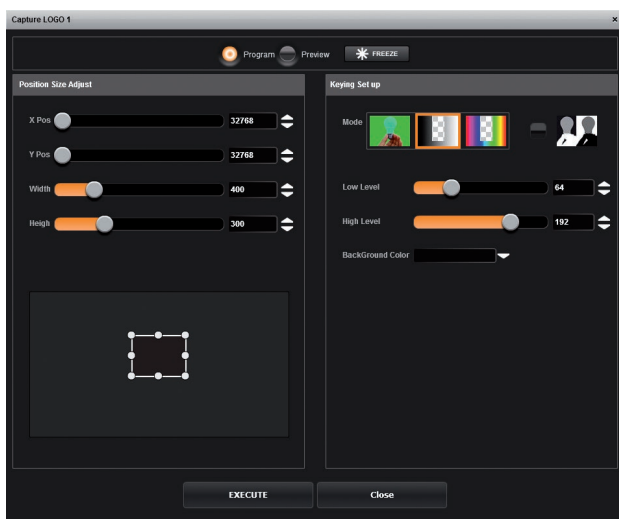 Capture LOGO 1 ×
Program Preview FREEZE
Position Size Adjust
X Pos 32768
Y Pos 32768
Width 400
Heigh 300
Keying Set up
Mode
Low Level 64
High Level 192
BackGround Color
EXECUTE Close